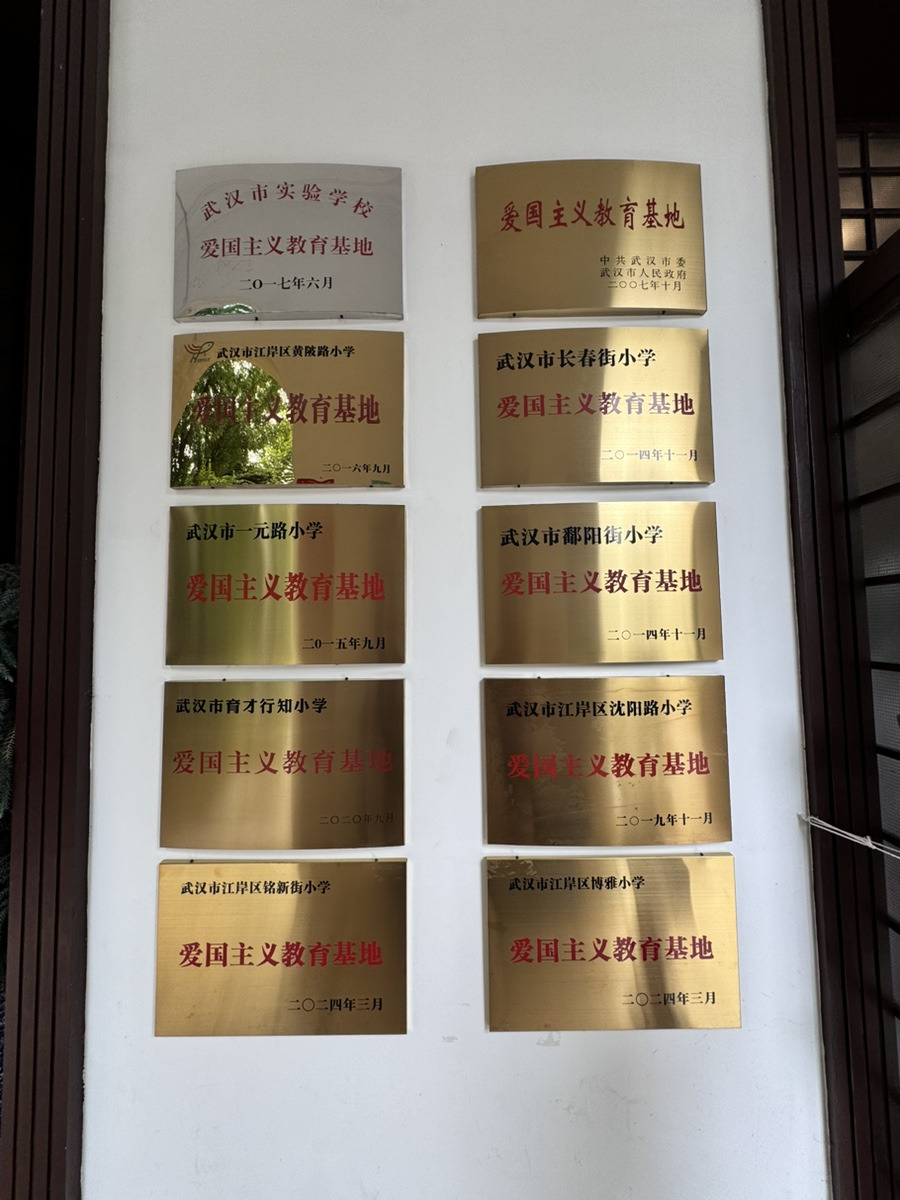 武汉市实验学校
爱国主义教育基地
二О一七年六月
爱国主义教育基地
中共武汉市委
武汉市人民政府
二〇〇七年十月
武汉市江岸区黄陂路小学
爱国主义教育基地
二〇一六年九月
武汉市长春街小学
爱国主义教育基地
二〇一四年十一月
武汉市一元路小学
爱国主义教育基地
二0一五年九月
武汉市鄱阳街小学
爱国主义教育基地
二〇一四年十一月
武汉市育才行知小学
爱国主义教育基地
二〇二〇年九月
武汉市江岸区沈阳路小学
爱国主义教育基地
二〇一九年十一月
武汉市江岸区铭新街小学
爱国主义教育基地
二〇二四年三月
武汉市江岸区博雅小学
爱国主义教育基地
二〇二四年三月